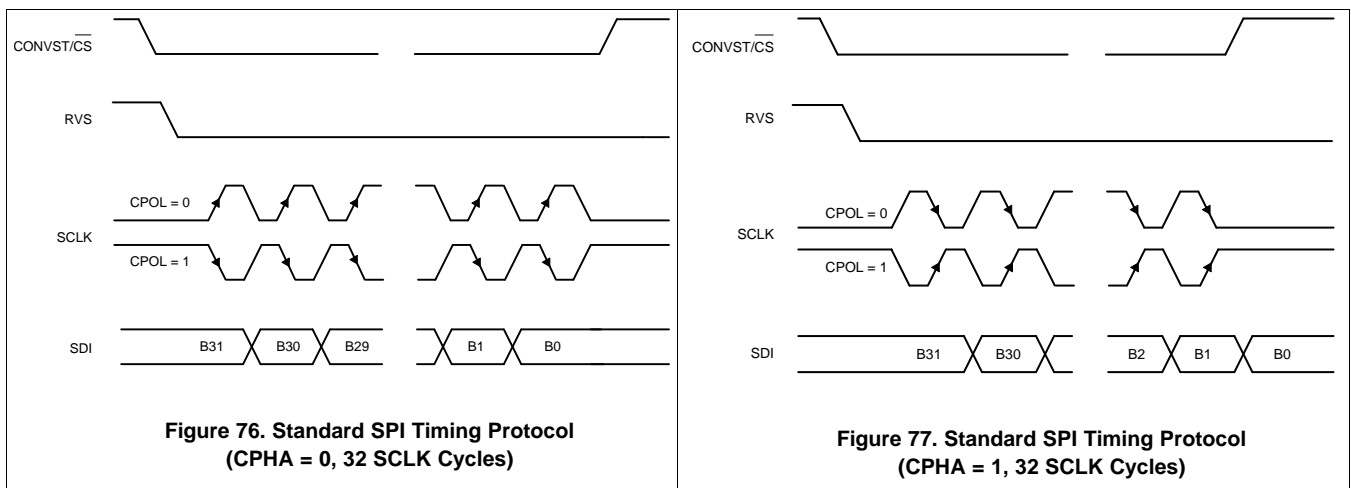 CONVST/CS
RVS
CPOL = 0
SCLK
CPOL = 1
SDI
B31 B30 B29 B1 B0
Figure 76. Standard SPI Timing Protocol
(CPHA = 0, 32 SCLK Cycles)
CONVST/CS
RVS
CPOL = 0
SCLK
CPOL = 1
SDI
B31 B30 B2 B1 B0
Figure 77. Standard SPI Timing Protocol
(CPHA = 1, 32 SCLK Cycles)